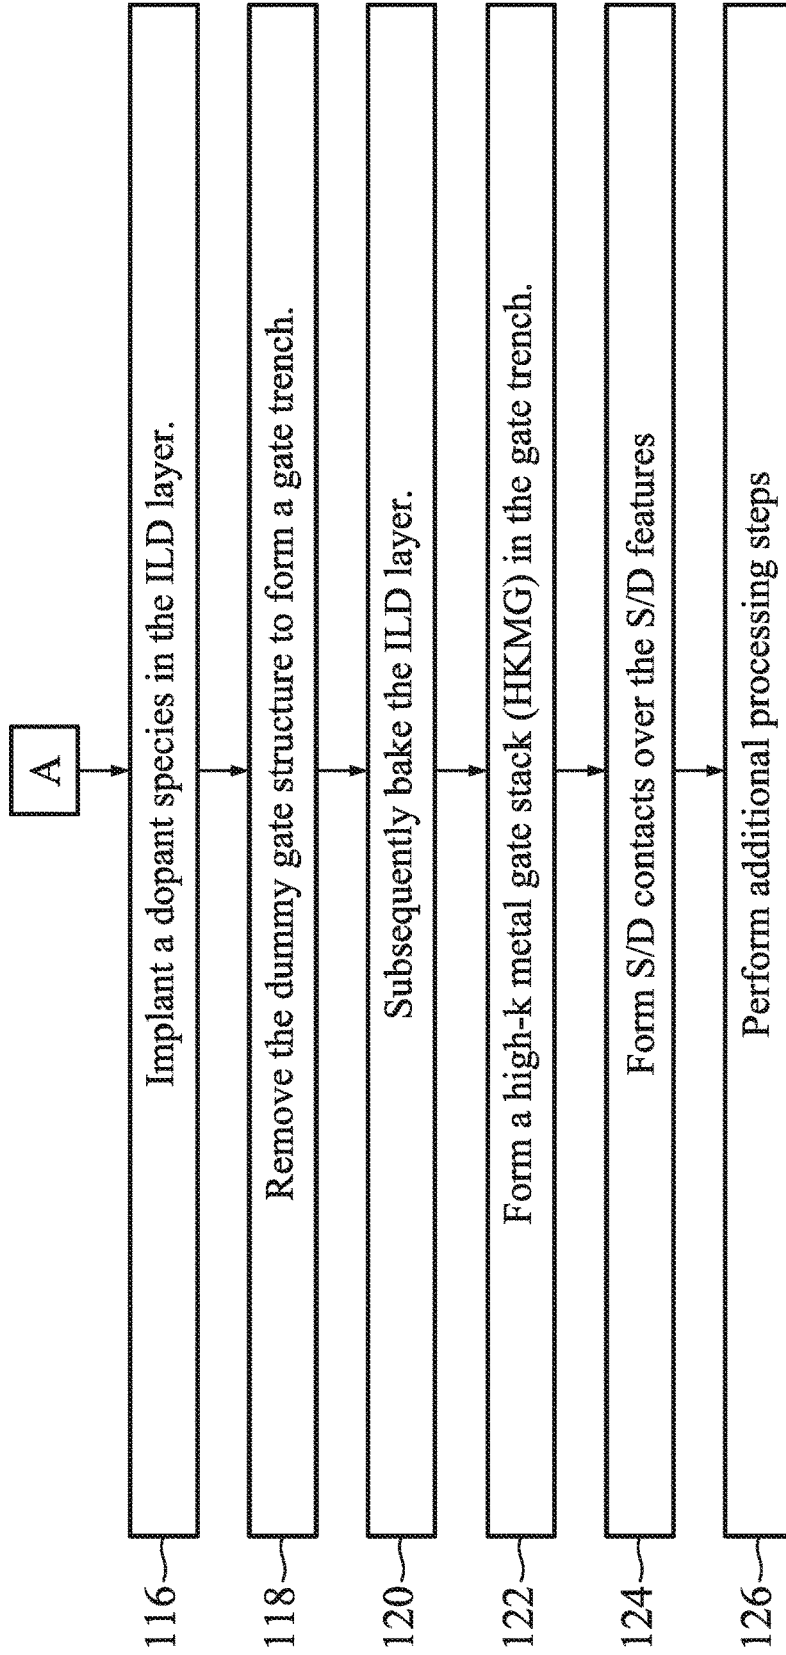 A
116 Implant a dopant species in the ILD layer.
118 Remove the dummy gate structure to form a gate trench.
120 Subsequently bake the ILD layer.
122 Form a high-k metal gate stack (HKMG) in the gate trench.
124 Form S/D contacts over the S/D features
126 Perform additional processing steps